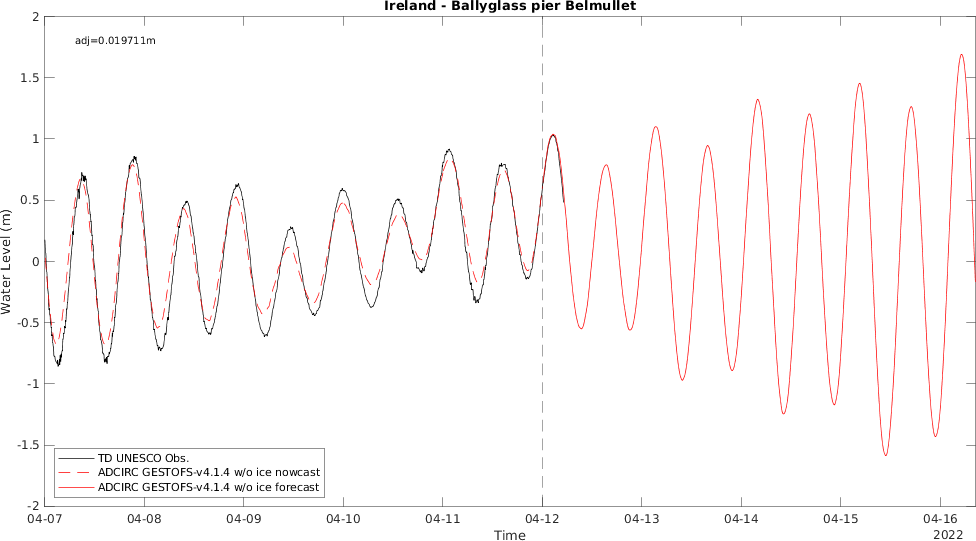 Ireland - Ballyglass pier Belmullet
adj=0.019711m
2
1.5
1
0.5
0
-0.5
-1
-1.5
-2
Water Level (m)
TD UNESCO Obs.
ADCIRC GESTOFS-v4.1.4 w/o ice nowcast
ADCIRC GESTOFS-v4.1.4 w/o ice forecast
04-07 04-08 04-09 04-10 04-11 04-12 04-13 04-14 04-15 04-16
Time
2022